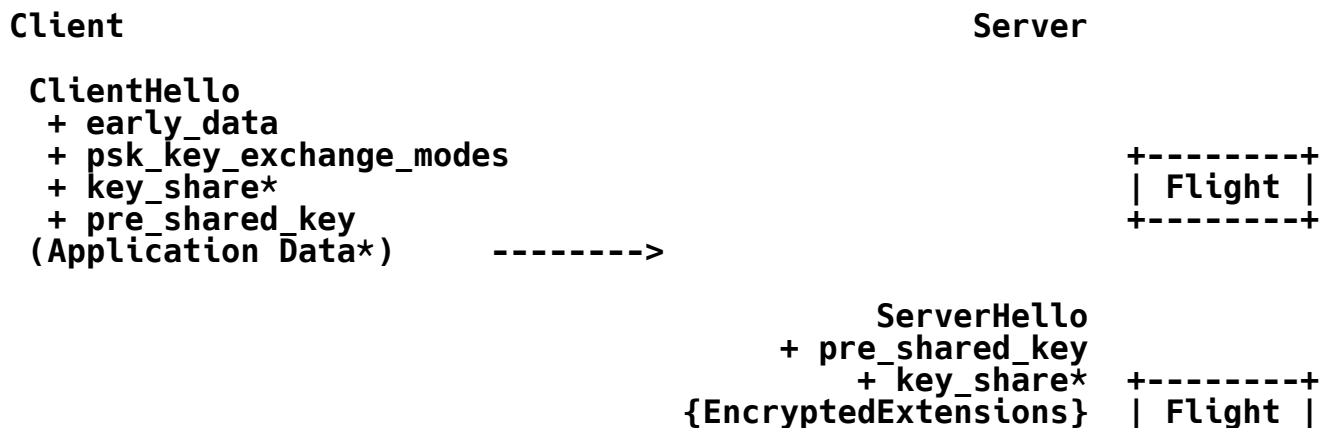 Client                                            Server

 ClientHello
  + early_data
  + psk_key_exchange_modes                                +--------+
  + key_share*                                            | Flight |
  + pre_shared_key                                        +--------+
 (Application Data*)     -------->

                                             ServerHello
                                        + pre_shared_key
                                            + key_share*  +--------+
                                   {EncryptedExtensions}  | Flight |